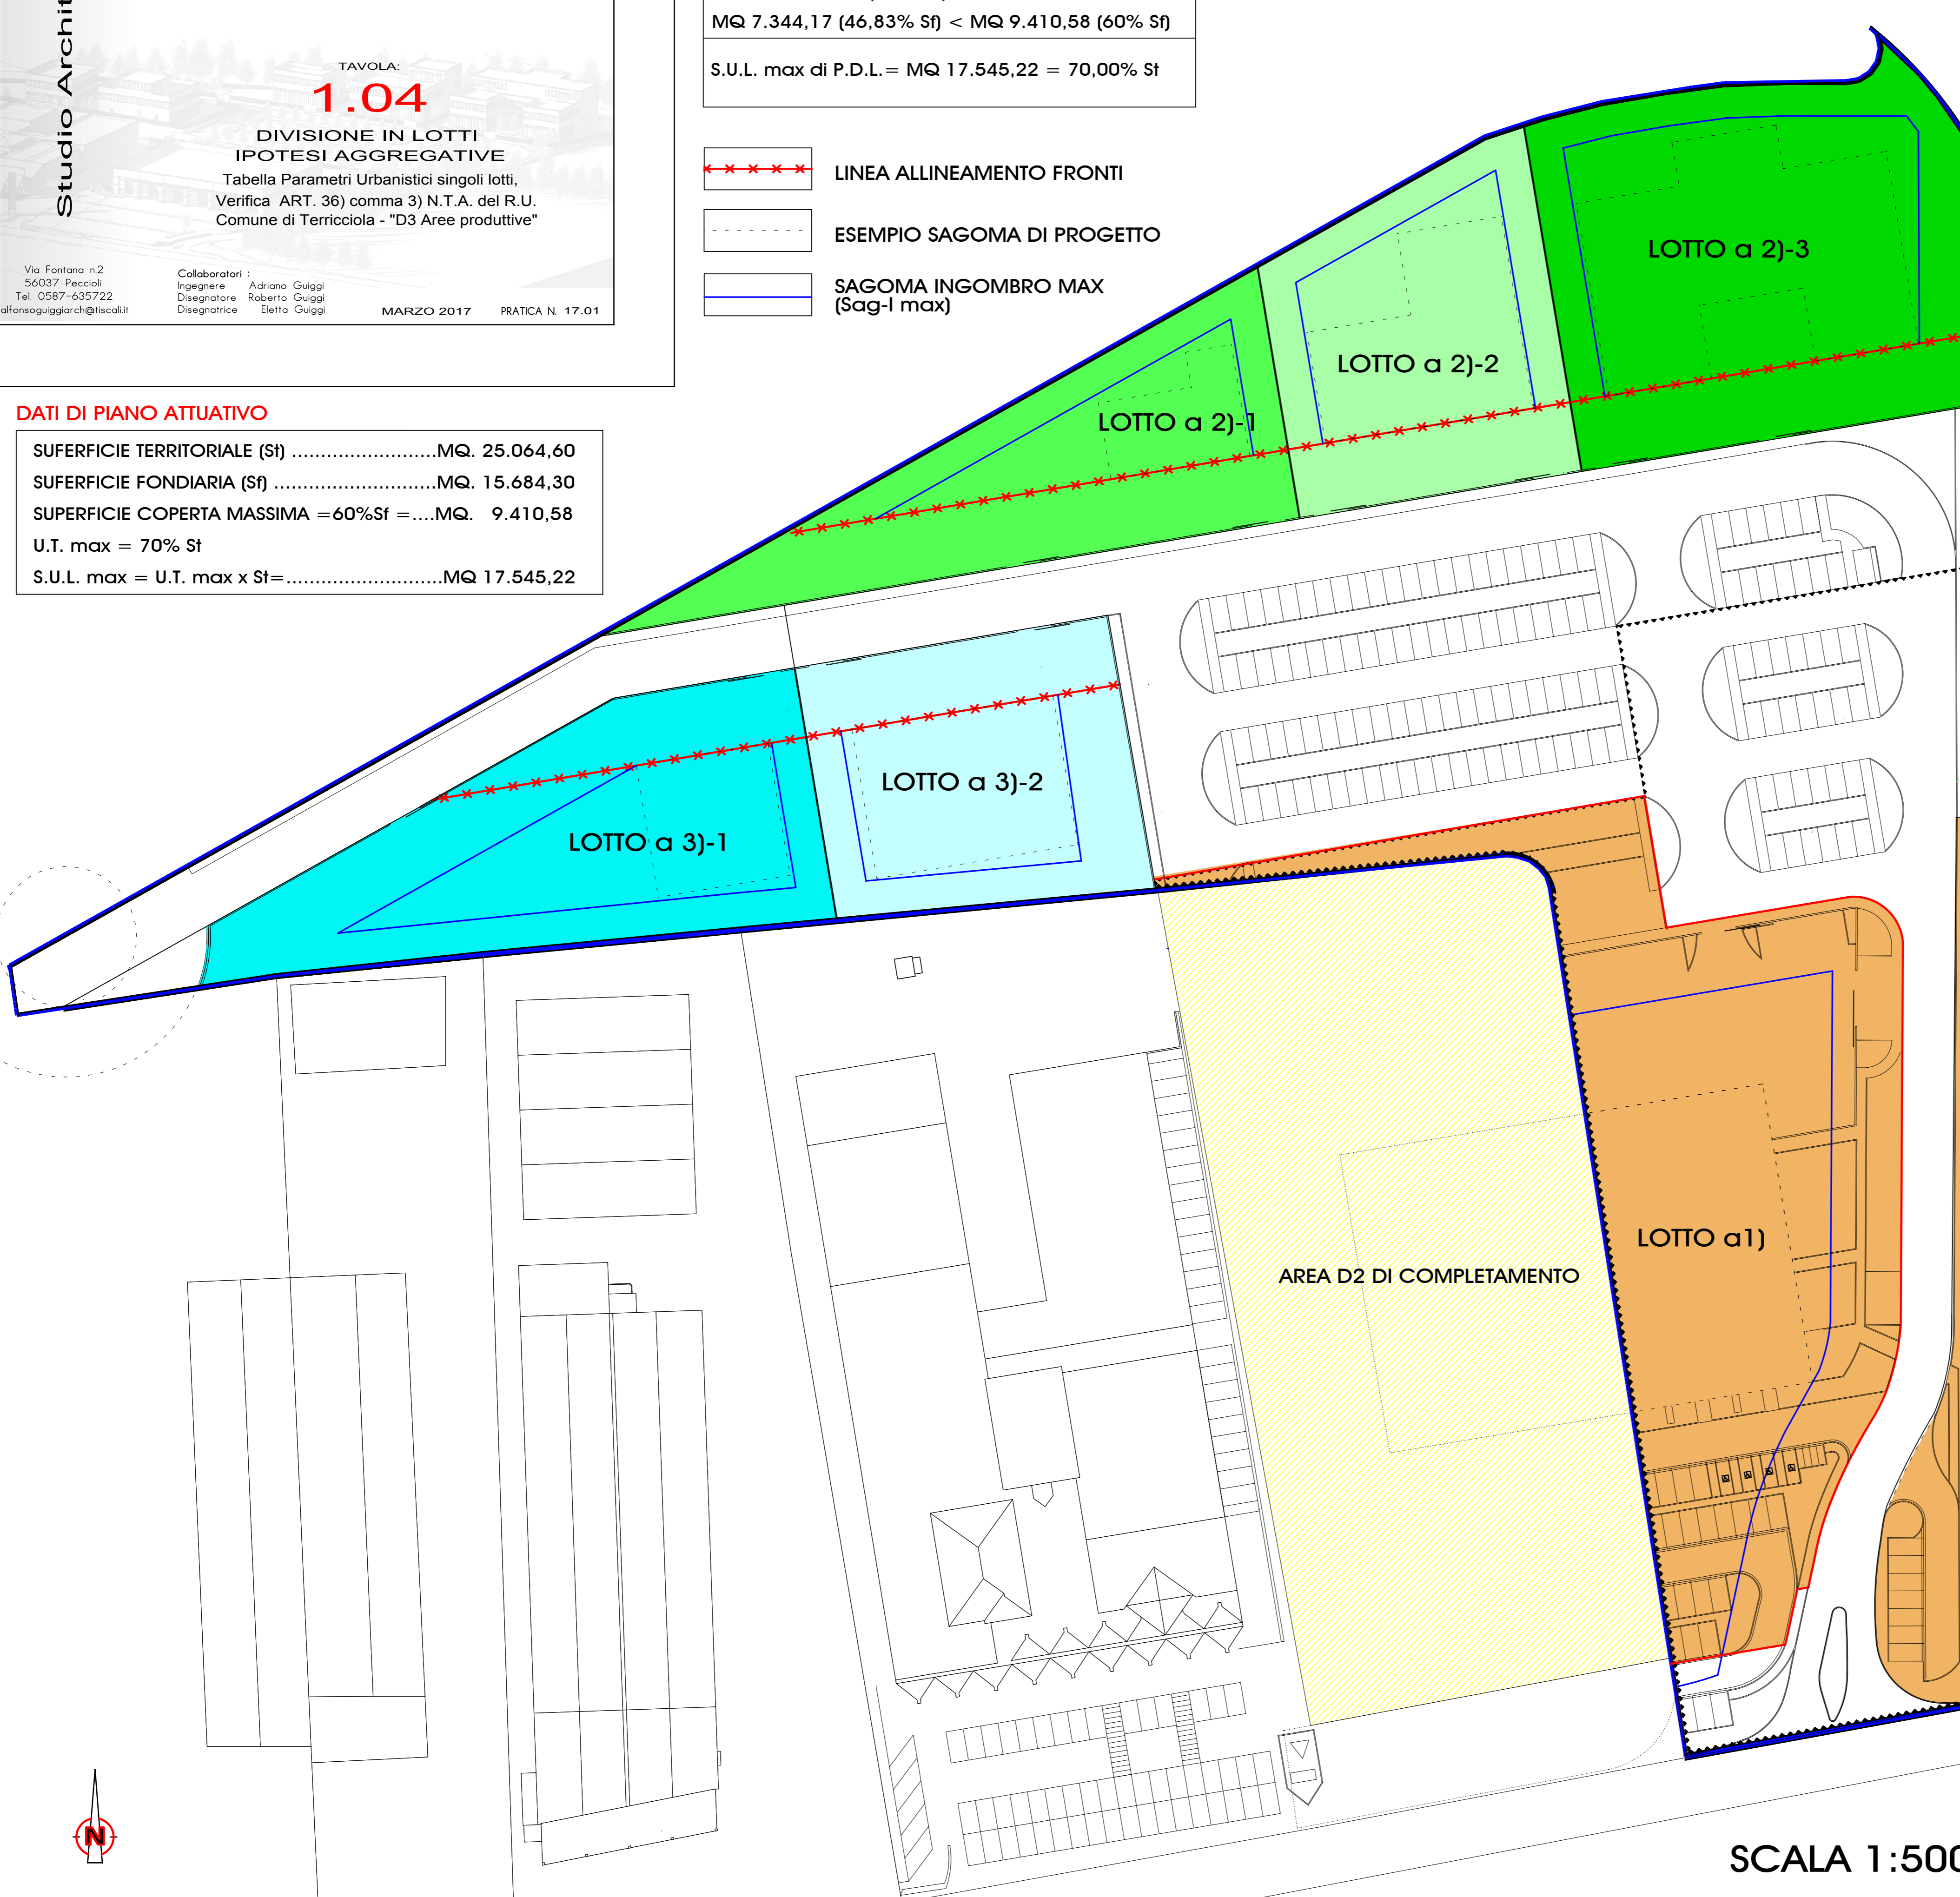 Studio Archit
TAVOLA:
1.04
DIVISIONE IN LOTTI
IPOTESI AGGREGATIVE
Tabella Parametri Urbanistici singoli lotti,
Verifica ART. 36) comma 3) N.T.A. del R.U.
Comune di Terricciola - "D3 Aree produttive"
Via Fontana n.2
56037 Peccioli
Tel. 0587-635722
alfonsoguiggiarch@tiscali.it
Collaboratori :
Ingegnere Adriano Guiggi
Disegnatore Roberto Guiggi
Disegnatrice Eletta Guiggi
MARZO 2017 PRATICA N. 17.01
MQ 7.344,17 (46,83% Sf) < MQ 9.410,58 (60% Sf)
S.U.L. max di P.D.L.= MQ 17.545,22 = 70,00% St
LINEA ALLINEAMENTO FRONTI
ESEMPIO SAGOMA DI PROGETTO
SAGOMA INGOMBRO MAX
(Sag-I max)
DATI DI PIANO ATTUATIVO
SUFERFICIE TERRITORIALE (St) .........................MQ. 25.064,60
SUFERFICIE FONDIARIA (Sf) ............................MQ. 15.684,30
SUPERFICIE COPERTA MASSIMA =60%Sf =....MQ. 9.410,58
U.T. max = 70% St
S.U.L. max = U.T. max x St=...........................MQ 17.545,22
LOTTO a 2)-3
LOTTO a 2)-2
LOTTO a 2)-1
LOTTO a 3)-2
LOTTO a 3)-1
LOTTO a1)
AREA D2 DI COMPLETAMENTO
N
SCALA 1:500